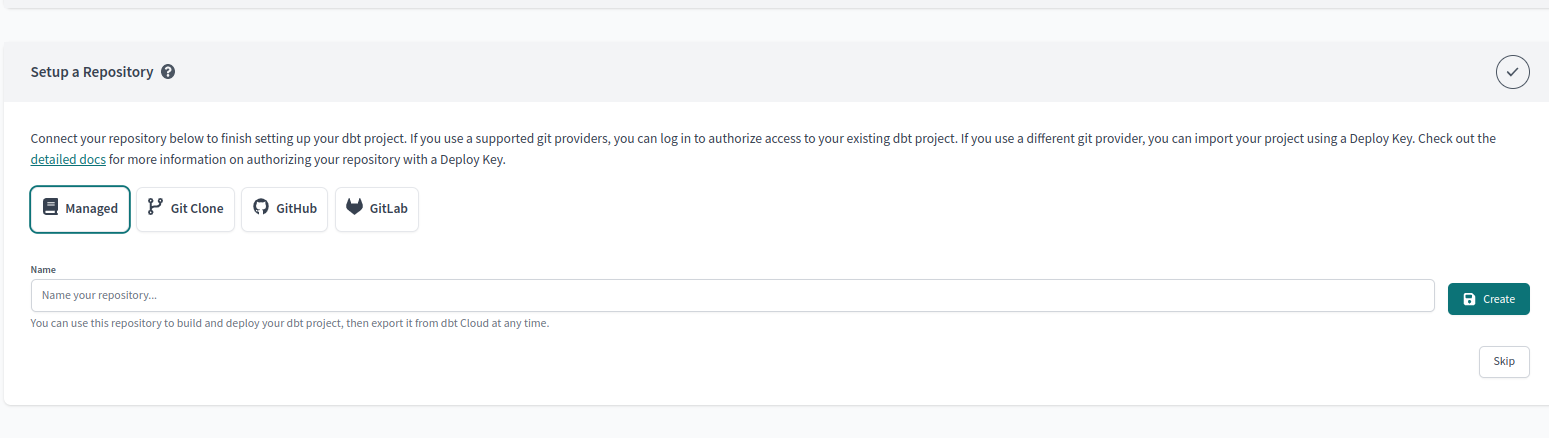 Setup a Repository
Connect your repository below to finish setting up your dbt project. If you use a supported git providers, you can log in to authorize access to your existing dbt project. If you use a different git provider, you can import your project using a Deploy Key. Check out the
detailed docs for more information on authorizing your repository with a Deploy Key.
Managed Git Clone GitHub GitLab
Name
Name your repository...
Create
You can use this repository to build and deploy your dbt project, then export it from dbt Cloud at any time.
Skip